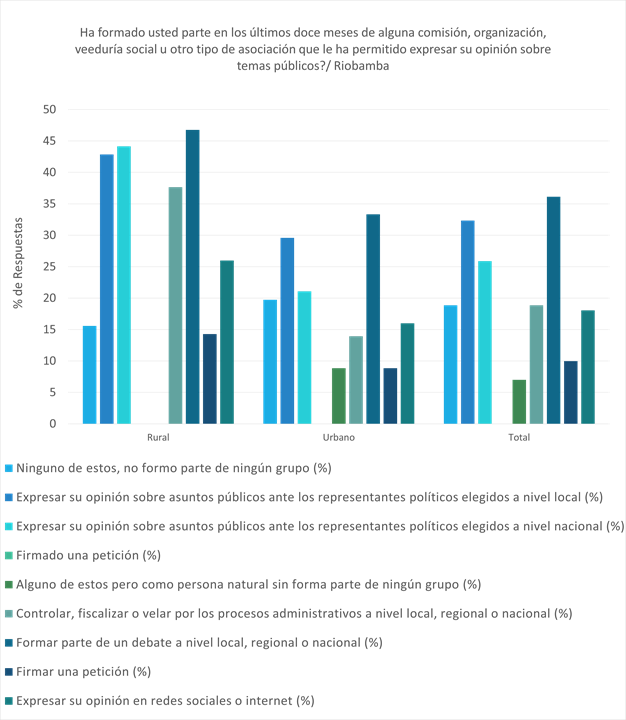 Ha formado usted parte en los últimos doce meses de alguna comisión, organización,
veeduría social u otro tipo de asociación que le ha permitido expresar su opinión sobre
temas públicos?/ Riobamba
50
45
40
35
30
25
20
15
10
5
0
% de Respuestas
Rural
Urbano
Total
Ninguno de estos, no formo parte de ningún grupo (%)
Expresar su opinión sobre asuntos públicos ante los representantes políticos elegidos a nivel local (%)
Expresar su opinión sobre asuntos públicos ante los representantes políticos elegidos a nivel nacional (%)
Firmado una petición (%)
Alguno de estos pero como persona natural sin forma parte de ningún grupo (%)
Controlar, fiscalizar o velar por los procesos administrativos a nivel local, regional o nacional (%)
Formar parte de un debate a nivel local, regional o nacional (%)
Firmar una petición (%)
Expresar su opinión en redes sociales o internet (%)